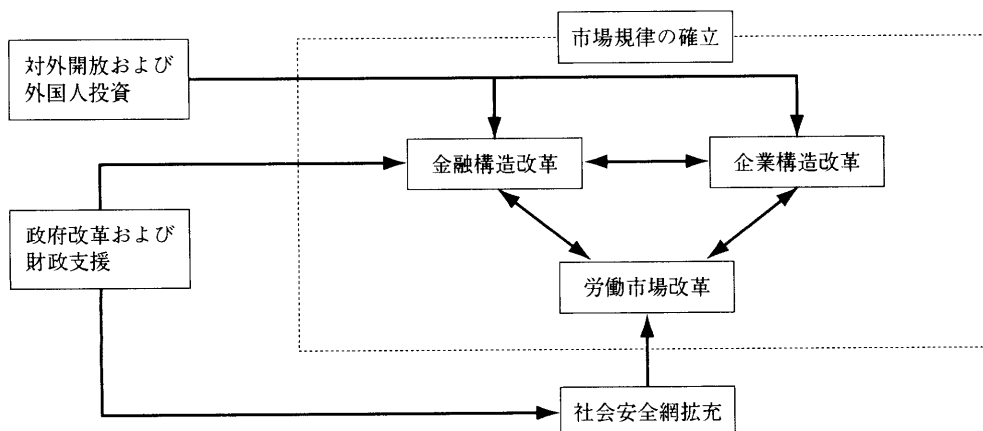 市場規律の確立
対外開放および
外国人投資
金融構造改革
企業構造改革
政府改革および
財政支援
労働市場改革
社会安全網拡充